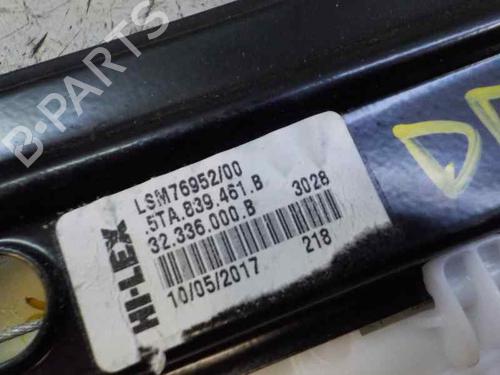 B-PARTS
HI-LEX
LSM76952/00
.5TA.839.461.B 3028
32.336.000.B
10/05/2017 218